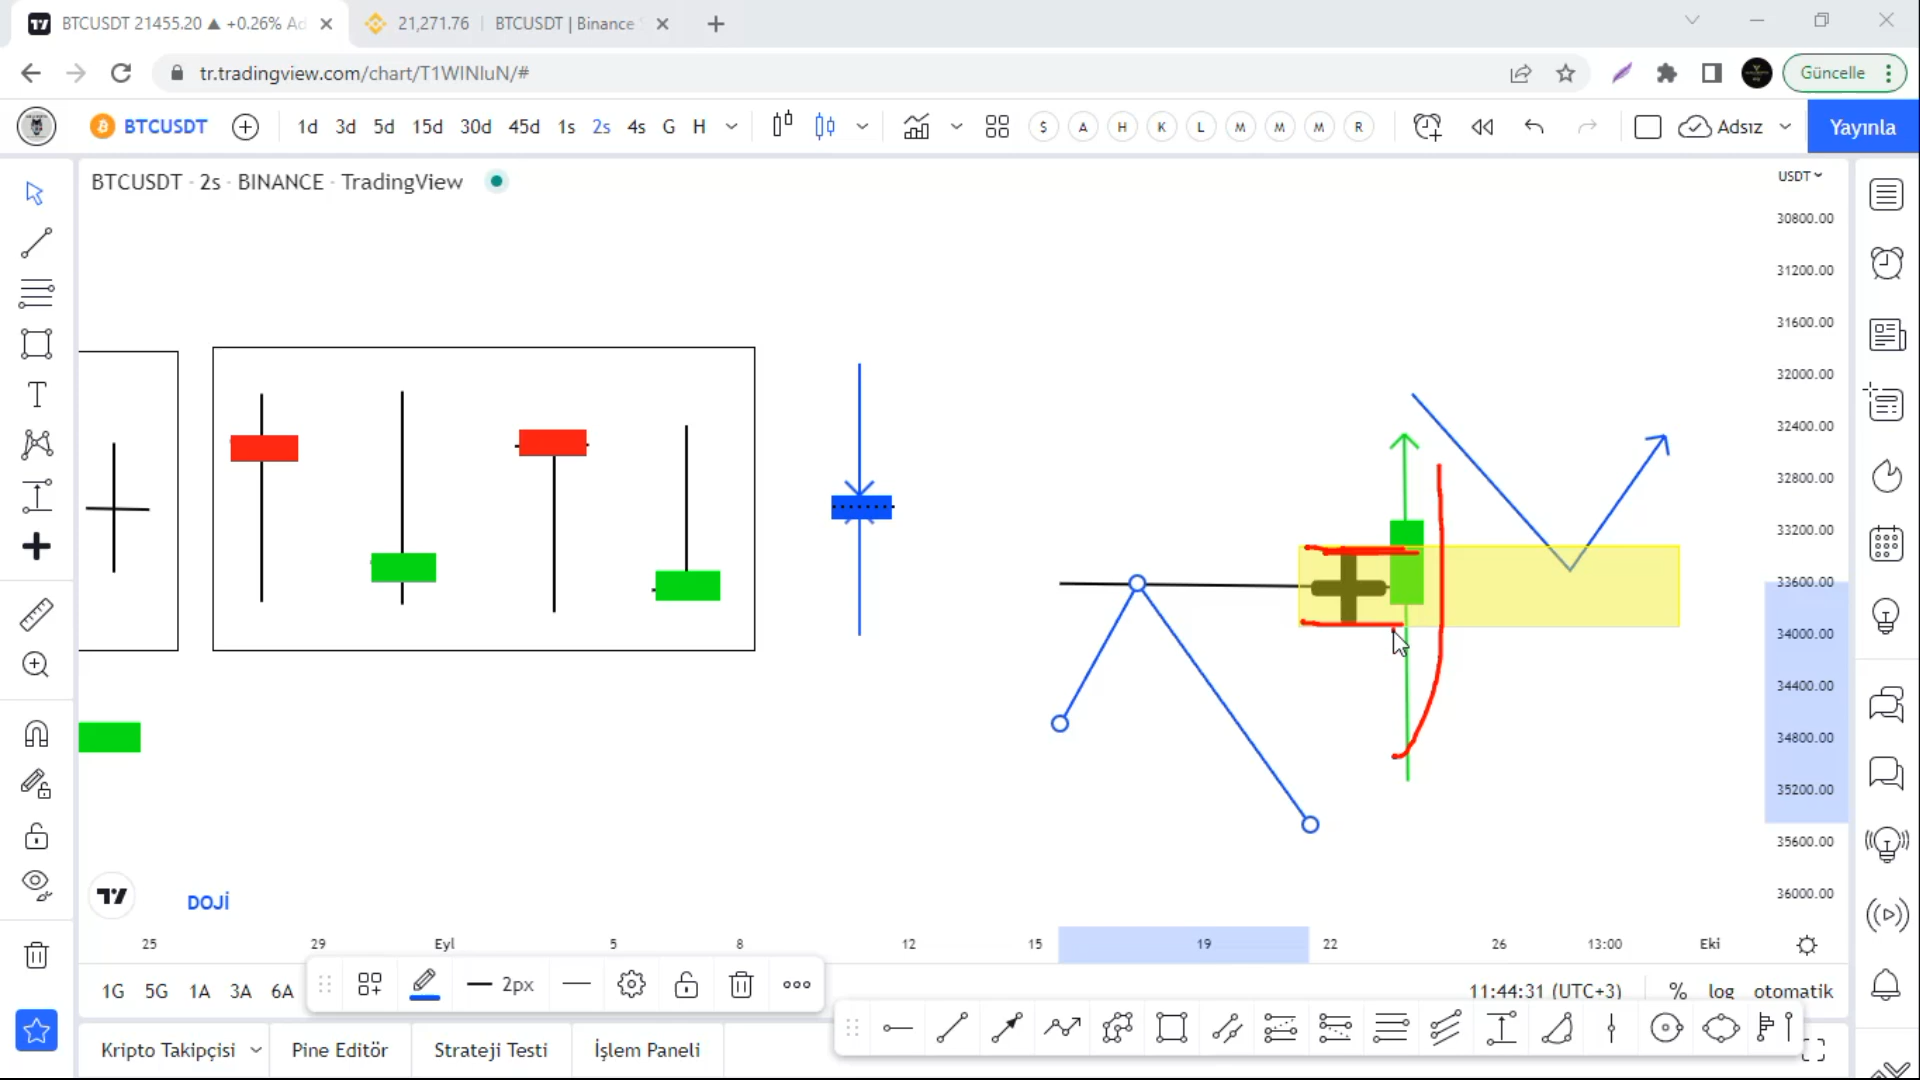 BTCUSDT 21455.20 ▲ +0.26% Ad
21,271.76 | BTCUSDT | Binance S
tr.tradingview.com/chart/T1WlNluN/#
Güncelle
BTCUSDT
1d 3d 5d 15d 30d 45d 1s 2s 4s G H
$ A H K L M M M R
Adsız
Yayınla
BTCUSDT · 2s · BINANCE · TradingView
USDT
30800.00
31200.00
31600.00
32000.00
32400.00
32800.00
33200.00
33600.00
34000.00
34400.00
34800.00
35200.00
35600.00
36000.00
DOJİ
25 29 Eyl 5 8 12 15 19 22 26 13:00 Eki
1G 5G 1A 3A 6A
2px
11:44:31 (UTC+3) % log otomatik
Kripto Takipçisi Pine Editör Strateji Testi İşlem Paneli